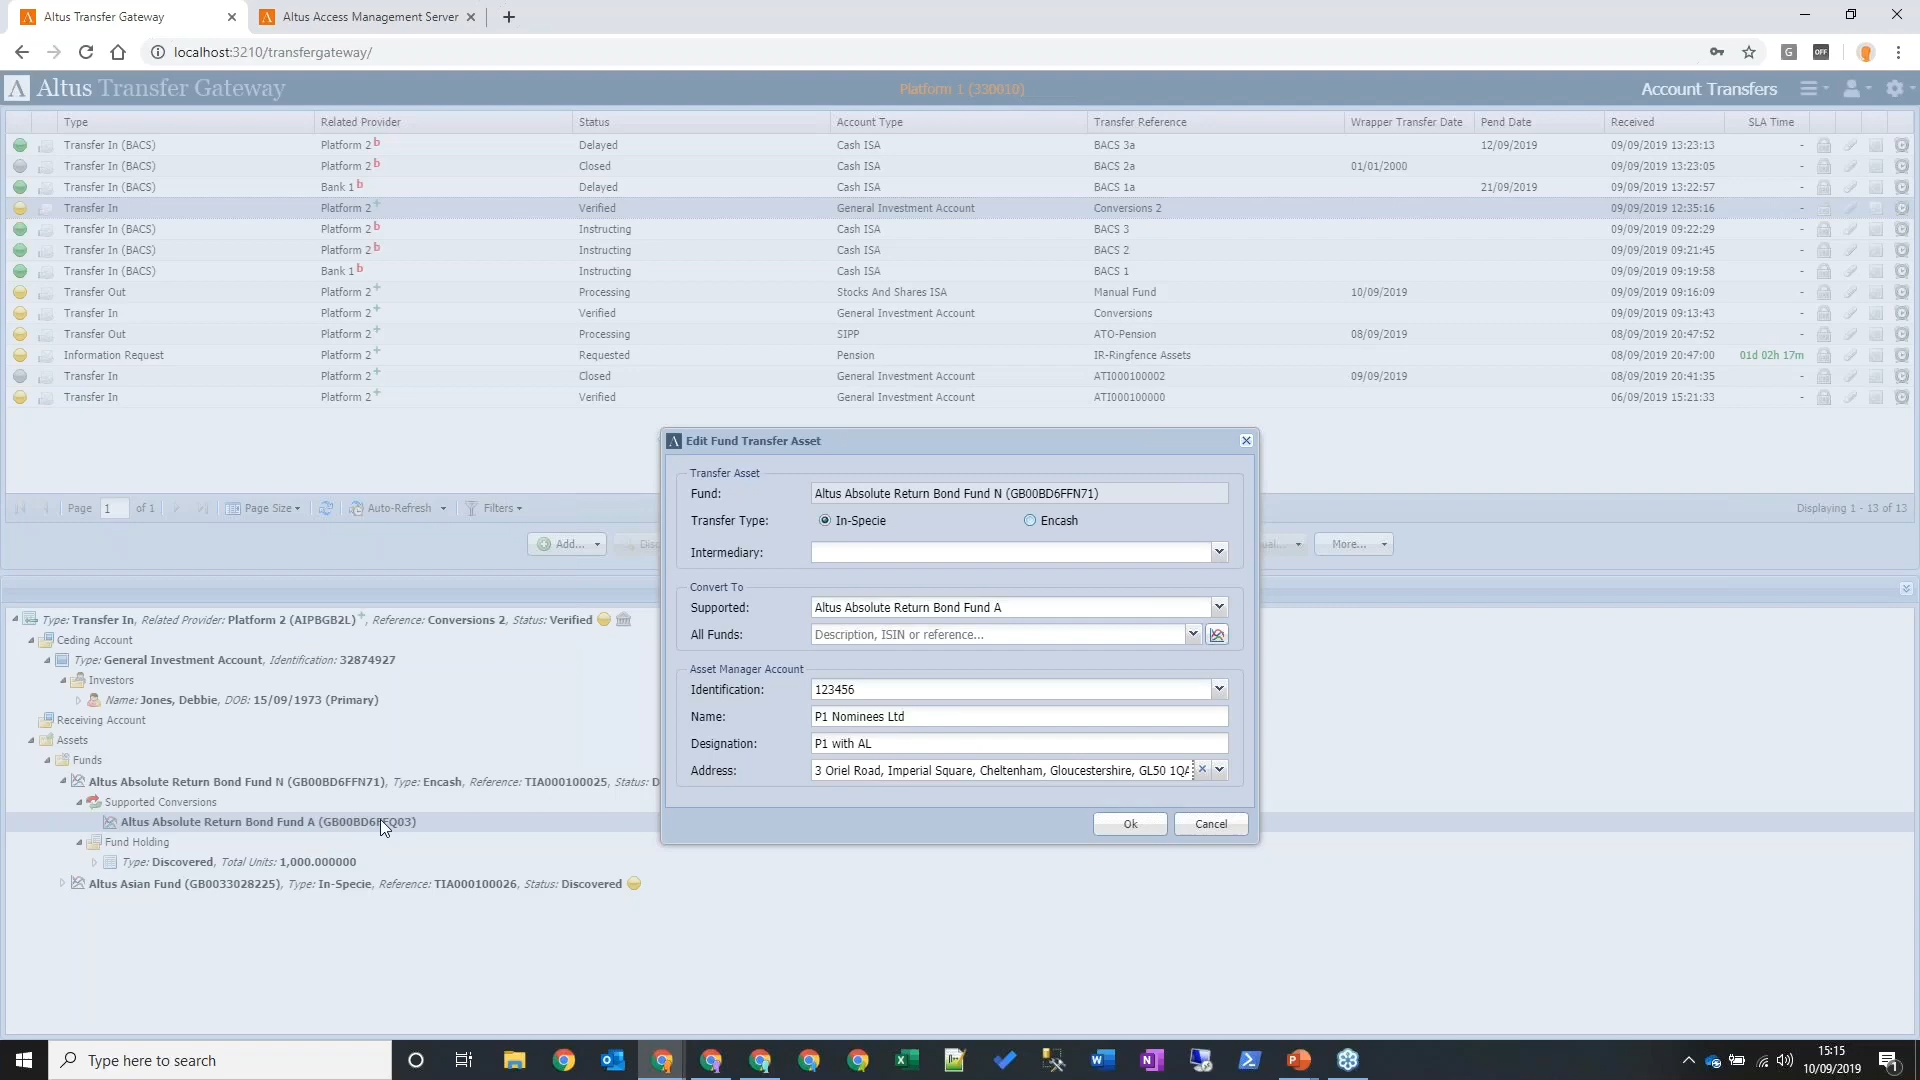 Altus Transfer Gateway
Altus Access Management Server
localhost:3210/transfergateway/
Altus Transfer Gateway
Platform 1 (330010)
Account Transfers
Type Related Provider Status Account Type Transfer Reference Wrapper Transfer Date Pend Date Received SLA Time
Transfer In (BACS) Platform 2 b Delayed Cash ISA BACS 3a 12/09/2019 09/09/2019 13:23:13 -
Transfer In (BACS) Platform 2 b Closed Cash ISA BACS 2a 01/01/2000 09/09/2019 13:23:05 -
Transfer In (BACS) Bank 1 b Delayed Cash ISA BACS 1a 21/09/2019 09/09/2019 13:22:57 -
Transfer In Platform 2 + Verified General Investment Account Conversions 2 09/09/2019 12:35:16 -
Transfer In (BACS) Platform 2 b Instructing Cash ISA BACS 3 09/09/2019 09:22:29 -
Transfer In (BACS) Platform 2 b Instructing Cash ISA BACS 2 09/09/2019 09:21:45 -
Transfer In (BACS) Bank 1 b Instructing Cash ISA BACS 1 09/09/2019 09:19:58 -
Transfer Out Platform 2 + Processing Stocks And Shares ISA Manual Fund 10/09/2019 09/09/2019 09:16:09 -
Transfer In Platform 2 + Verified General Investment Account Conversions 09/09/2019 09:13:43 -
Transfer Out Platform 2 + Processing SIPP ATO-Pension 08/09/2019 08/09/2019 20:47:52 -
Information Request Platform 2 + Requested Pension IR-Ringfence Assets 08/09/2019 20:47:00 01d 02h 17m
Transfer In Platform 2 + Closed General Investment Account ATI000100002 09/09/2019 08/09/2019 20:41:35 -
Transfer In Platform 2 + Verified General Investment Account ATI000100000 06/09/2019 15:21:33 -
Page 1 of 1 Page Size Auto-Refresh Filters Displaying 1 - 13 of 13
Add... More...
Edit Fund Transfer Asset
Transfer Asset
Fund: Altus Absolute Return Bond Fund N (GB00BD6FFN71)
Transfer Type: In-Specie Encash
Intermediary:
Convert To
Supported: Altus Absolute Return Bond Fund A
All Funds: Description, ISIN or reference...
Asset Manager Account
Identification: 123456
Name: P1 Nominees Ltd
Designation: P1 with AL
Address: 3 Oriel Road, Imperial Square, Cheltenham, Gloucestershire, GL50 1QA
Ok Cancel
Type: Transfer In, Related Provider: Platform 2 (AIPBGB2L) +, Reference: Conversions 2, Status: Verified
Ceding Account
Type: General Investment Account, Identification: 32874927
Investors
Name: Jones, Debbie, DOB: 15/09/1973 (Primary)
Receiving Account
Assets
Funds
Altus Absolute Return Bond Fund N (GB00BD6FFN71), Type: Encash, Reference: TIA000100025, Status: D
Supported Conversions
Altus Absolute Return Bond Fund A
Fund Holding
Type: Discovered, Total Units: 1,000.000000
Altus Asian Fund (GB0033028225), Type: In-Specie, Reference: TIA000100026, Status: Discovered
Type here to search
15:15
10/09/2019